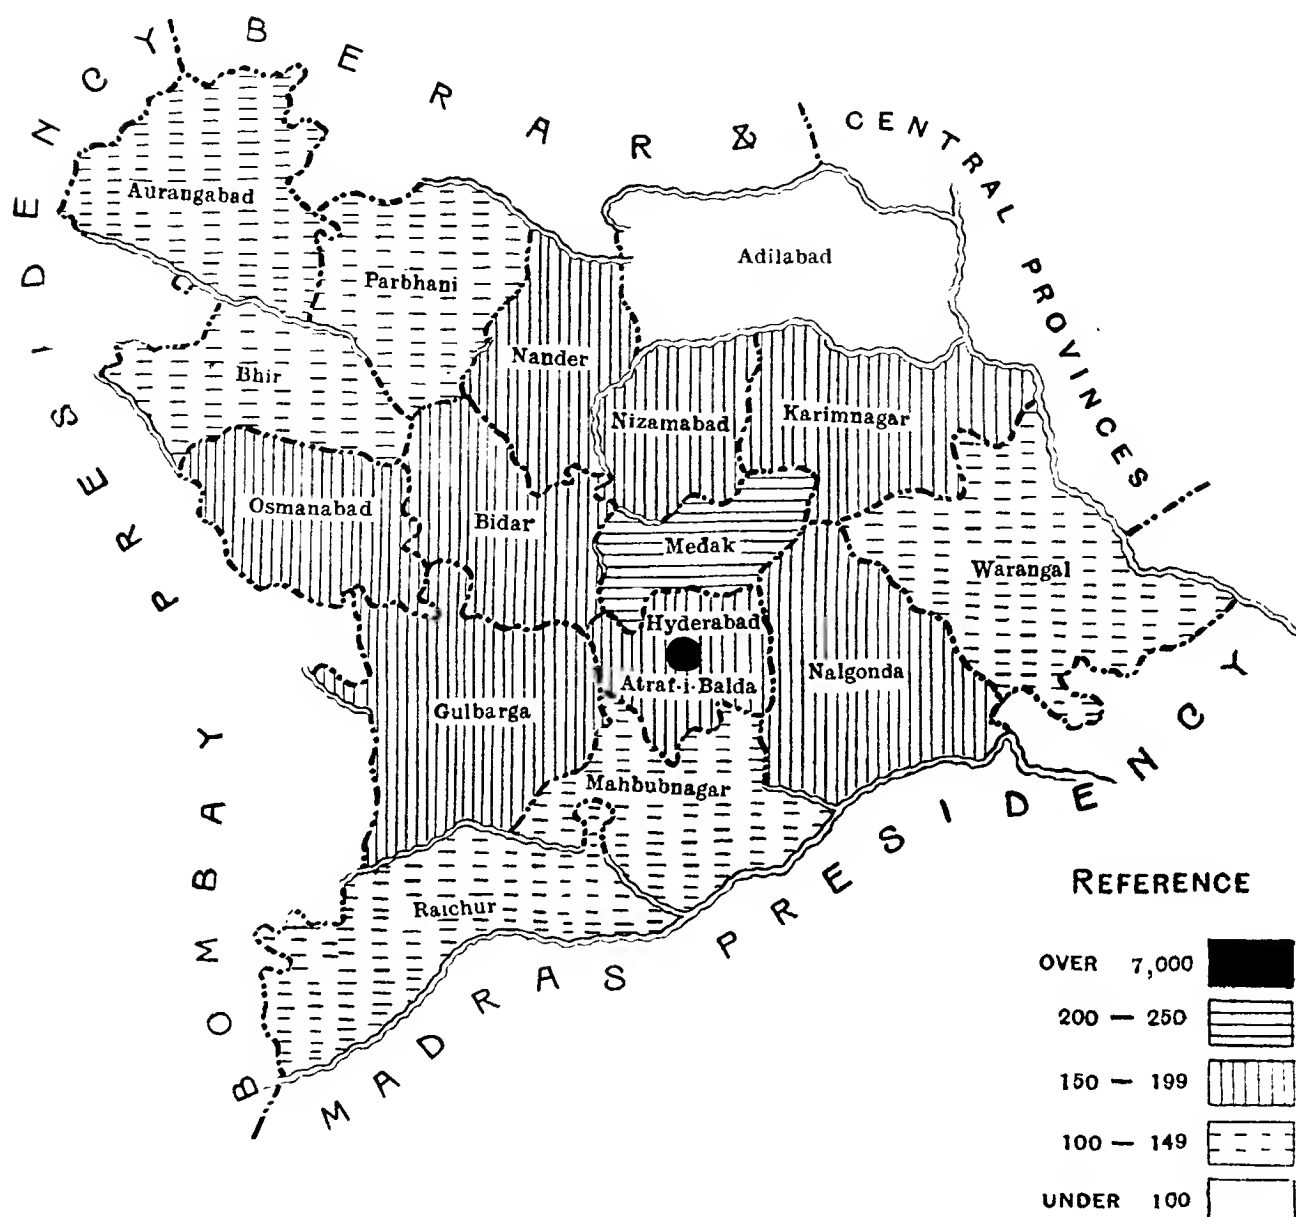 BOMBAY PRESIDENCY
BERAR &
CENTRAL PROVINCES
Aurangabad
Parbhani
Adilabad
Nander
Bhir
Nizamabad
Karimnagar
Osmanabad
Bidar
Medak
Warangal
Hyderabad
Atraf-i-Balda
Nalgonda
Gulbarga
Mahbubnagar
Raichur
MADRAS PRESIDENCY
REFERENCE
OVER 7,000
200 — 250
150 — 199
100 — 149
UNDER 100